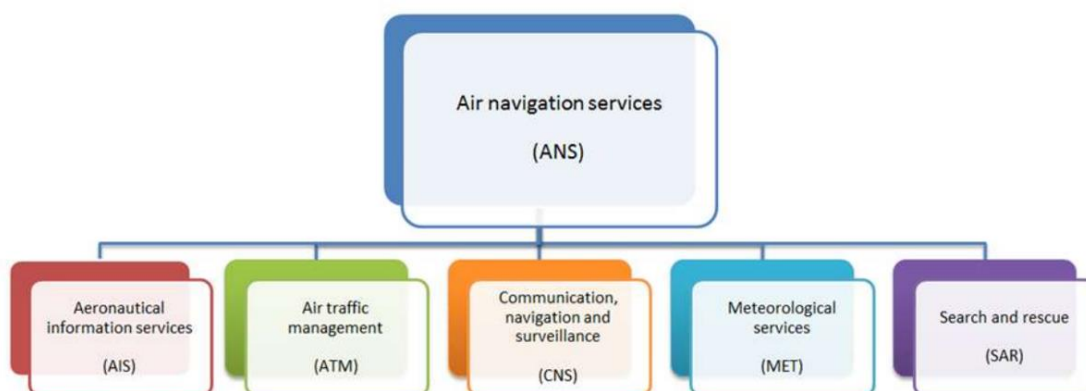 Air navigation services
(ANS)
Aeronautical
information services
(AIS)
Air traffic
management
(ATM)
Communication,
navigation and
surveillance
(CNS)
Meteorological
services
(MET)
Search and rescue
(SAR)